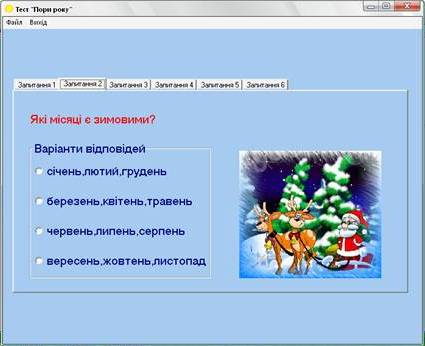 Тест "Пори року"
Файл Вихід
Запитання 1 Запитання 2 Запитання 3 Запитання 4 Запитання 5 Запитання 6
Які місяці є зимовими?
Варіанти відповідей
січень,лютий,грудень
березень,квітень,травень
червень,липень,серпень
вересень,жовтень,листопад